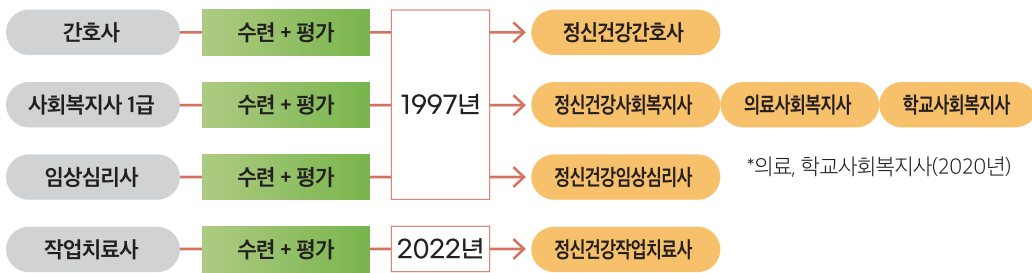 간호사 수련 + 평가 정신건강간호사
사회복지사 1급 수련 + 평가 1997년 정신건강사회복지사 의료사회복지사 학교사회복지사
임상심리사 수련 + 평가 정신건강임상심리사
*의료, 학교사회복지사(2020년)
작업치료사 수련 + 평가 2022년 정신건강작업치료사